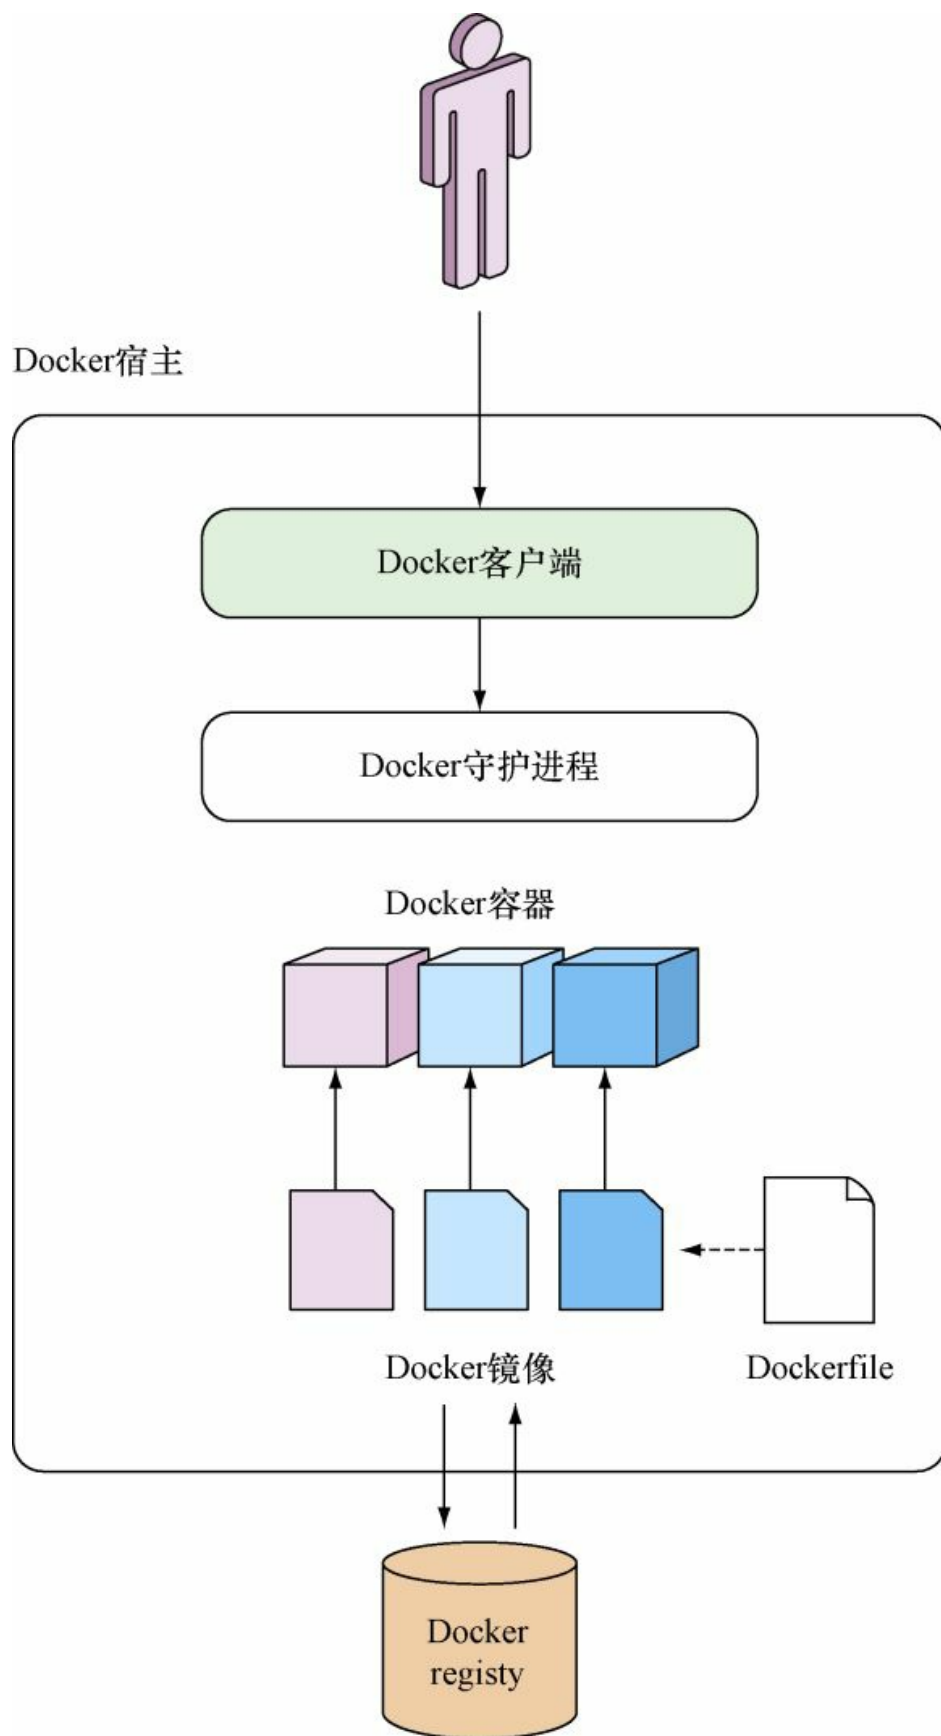 Docker宿主
Docker客户端
Docker守护进程
Docker容器
Docker镜像
Dockerfile
Docker
registy